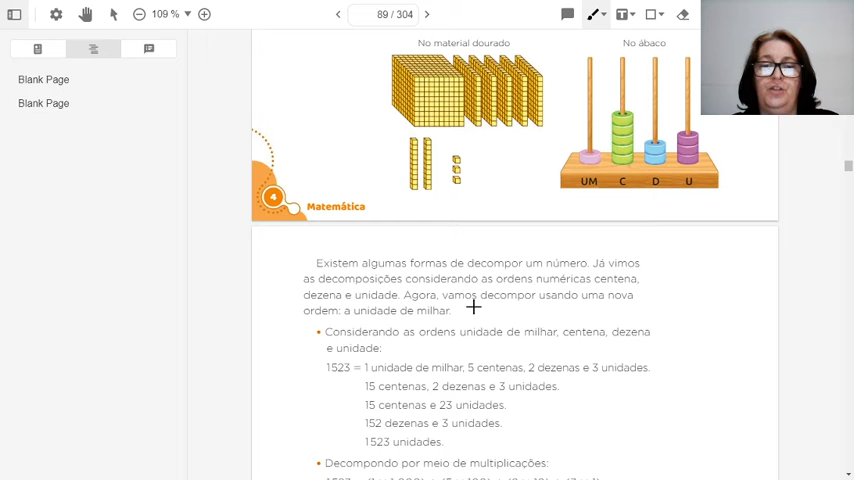 109 %
89 / 304
Blank Page
Blank Page
No material dourado
No ábaco
UM C D U
4 Matemática
Existem algumas formas de decompor um número. Já vimos
as decomposições considerando as ordens numéricas centena,
dezena e unidade. Agora, vamos decompor usando uma nova
ordem: a unidade de milhar.
• Considerando as ordens unidade de milhar, centena, dezena
e unidade:
1 523 = 1 unidade de milhar, 5 centenas, 2 dezenas e 3 unidades.
15 centenas, 2 dezenas e 3 unidades.
15 centenas e 23 unidades.
152 dezenas e 3 unidades.
1 523 unidades.
• Decompondo por meio de multiplicações: